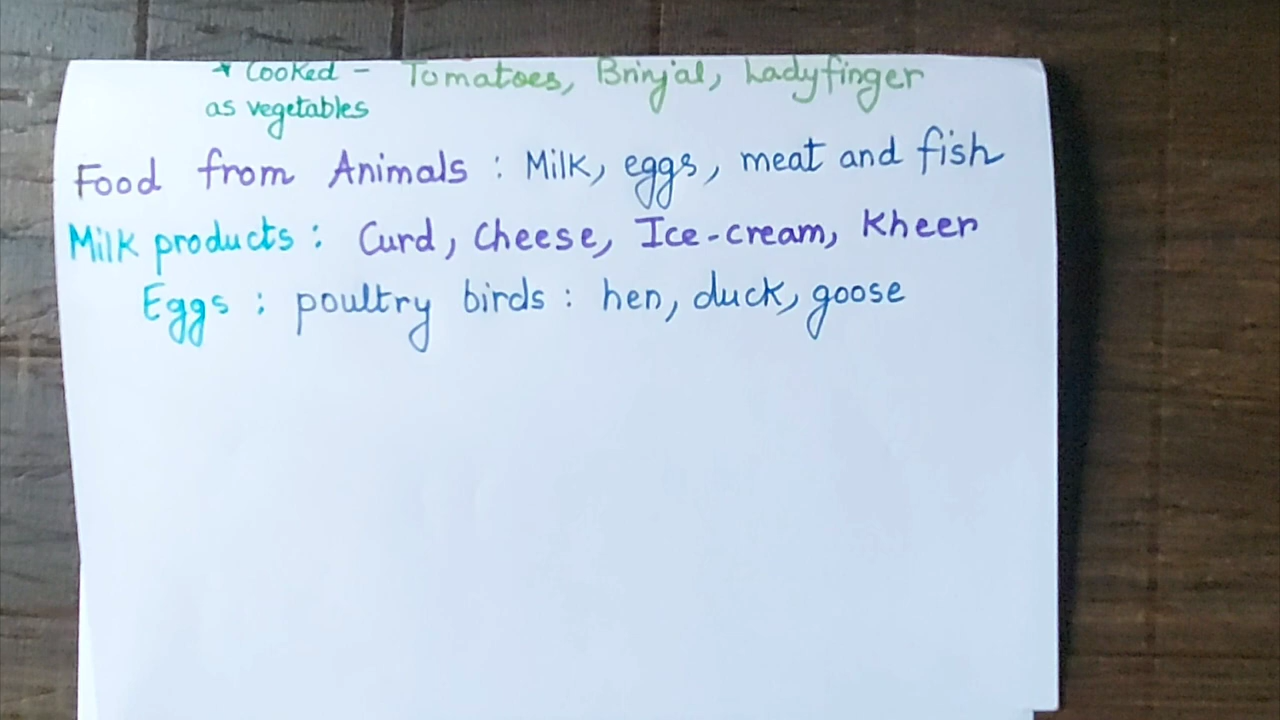 * Cooked - Tomatoes, Brinjal, Ladyfinger
as vegetables
Food from Animals : Milk, eggs, meat and fish
Milk products : Curd, Cheese, Ice-cream, Kheer
Eggs : poultry birds : hen, duck, goose